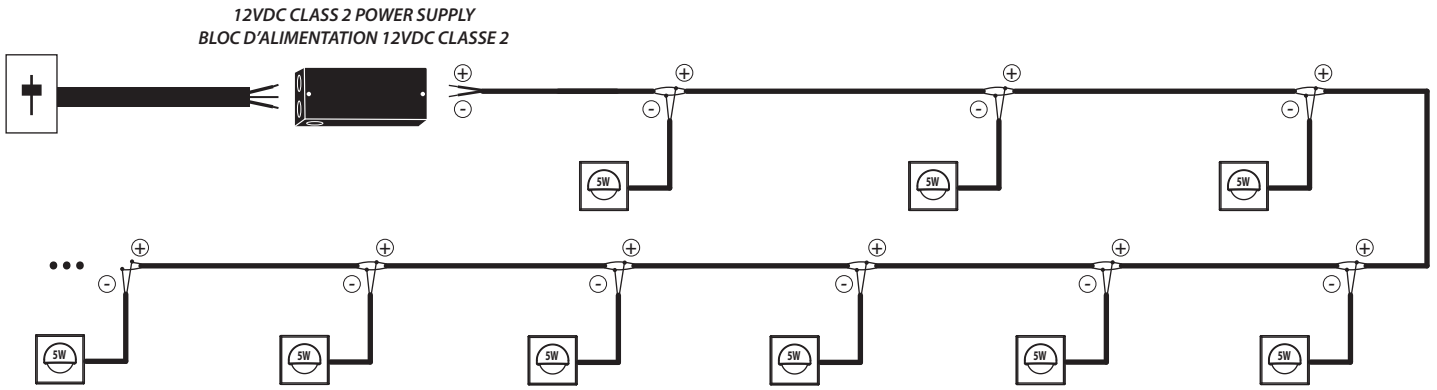 12VDC CLASS 2 POWER SUPPLY
BLOC D'ALIMENTATION 12VDC CLASSE 2
+ + + +
- - - -
5W 5W 5W
+ + + + + +
- - - - - -
5W 5W 5W 5W 5W 5W